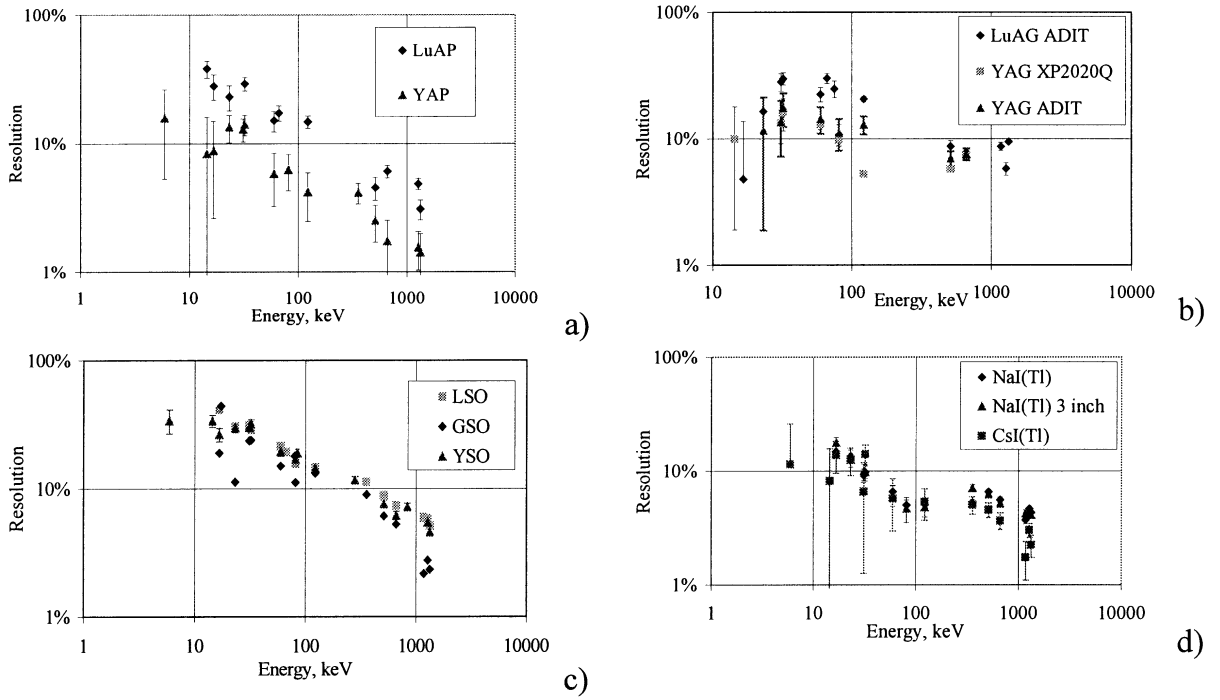 100%
10%
1%
Resolution
LuAP
YAP
1 10 100 1000 10000
Energy, keV
a)
100%
10%
1%
Resolution
LuAG ADIT
YAG XP2020Q
YAG ADIT
10 100 1000 10000
Energy, keV
b)
100%
10%
1%
Resolution
LSO
GSO
YSO
1 10 100 1000 10000
Energy, keV
c)
100%
10%
1%
Resolution
NaI(Tl)
NaI(Tl) 3 inch
CsI(Tl)
1 10 100 1000 10000
Energy, keV
d)